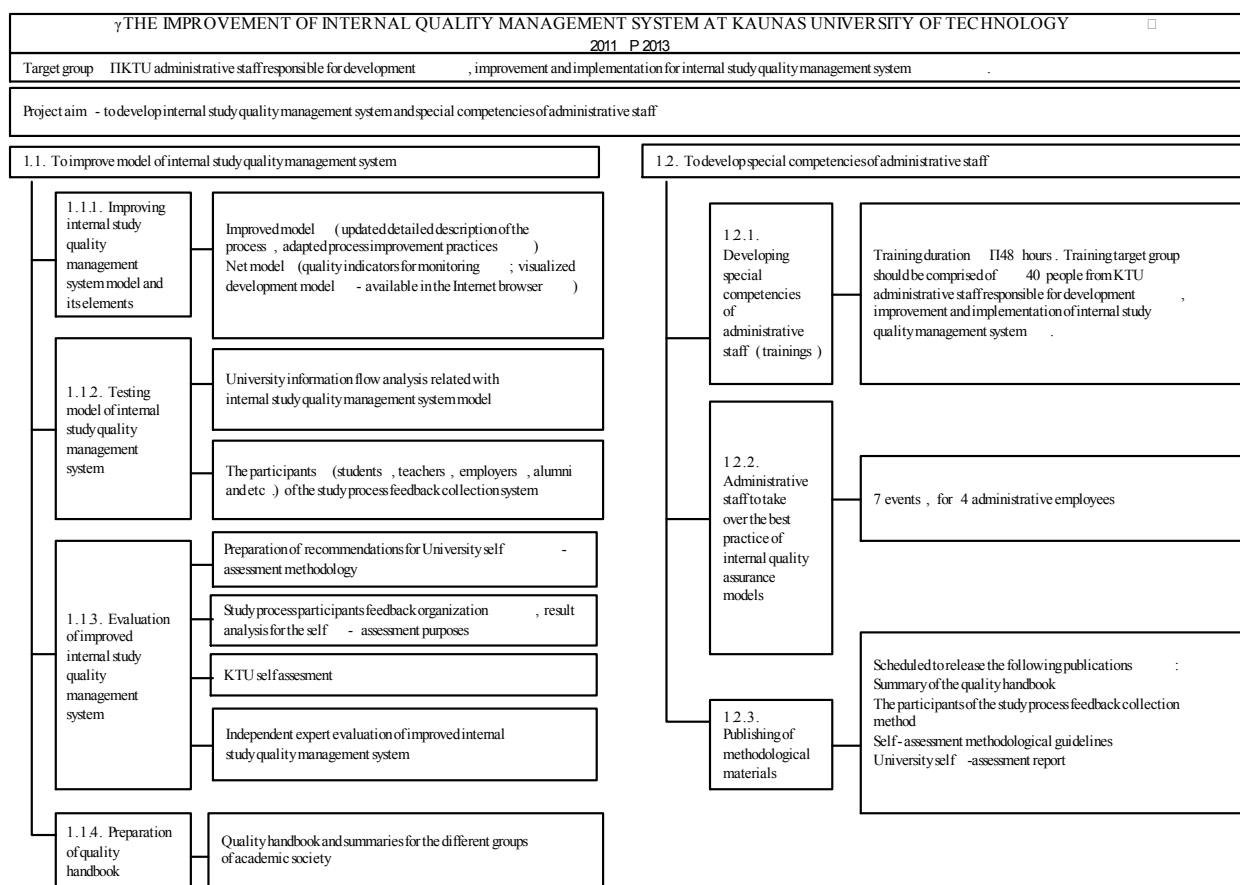 γ THE IMPROVEMENT OF INTERNAL QUALITY MANAGEMENT SYSTEM AT KAUNAS UNIVERSITY OF TECHNOLOGY □
2011 P 2013
Target group ПKTU administrative staff responsible for development , improvement and implementation for internal study quality management system .
Project aim - to develop internal study quality management system and special competencies of administrative staff
1.1. To improve model of internal study quality management system
1.1.1. Improving
internal study
quality
management
system model and
its elements
Improved model ( updated detailed description of the
process , adapted process improvement practices )
Net model (quality indicators for monitoring ; visualized
development model - available in the Internet browser )
1.1.2. Testing
model of internal
study quality
management
system
University information flow analysis related with
internal study quality management system model
The participants (students , teachers , employers , alumni
and etc .) of the study process feedback collection system
1.1.3. Evaluation
of improved
internal study
quality
management
system
Preparation of recommendations for University self -
assessment methodology
Study process participants feedback organization , result
analysis for the self - assessment purposes
KTU self assesment
Independent expert evaluation of improved internal
study quality management system
1.1.4. Preparation
of quality
handbook
Quality handbook and summaries for the different groups
of academic society
1.2. To develop special competencies of administrative staff
1.2.1.
Developing
special
competencies
of
administrative
staff ( trainings )
Training duration П48 hours . Training target group
should be comprised of 40 people from KTU
administrative staff responsible for development ,
improvement and implementation of internal study
quality management system .
1.2.2.
Administrative
staff to take
over the best
practice of
internal quality
assurance
models
7 events , for 4 administrative employees
1.2.3.
Publishing of
methodological
materials
Scheduled to release the following publications :
Summary of the quality handbook
The participants of the study process feedback collection
method
Self - assessment methodological guidelines
University self - assessment report